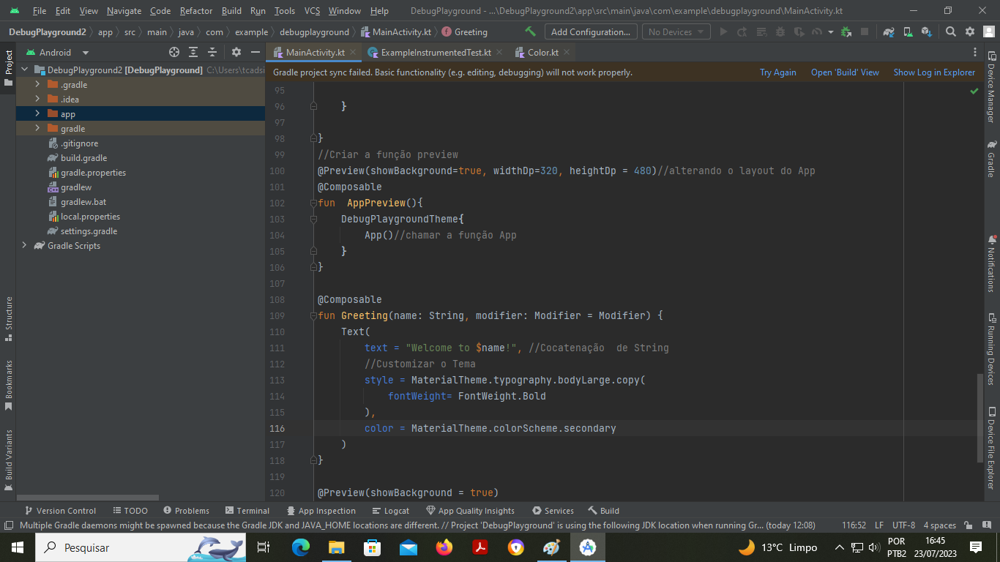 File Edit View Navigate Code Refactor Build Run Tools VCS Window Help DebugPlayground - ...\DebugPlayground2\app\src\main\java\com\example\debugplayground\MainActivity.kt
DebugPlayground2 app src main java com example debugplayground MainActivity.kt Greeting Add Configuration... No Devices
Project
Android
MainActivity.kt ExampleInstrumentedTest.kt Color.kt
DebugPlayground2 [DebugPlayground] C:\Users\tcadsi
.gradle
.idea
app
gradle
.gitignore
build.gradle
gradle.properties
gradlew
gradlew.bat
local.properties
settings.gradle
Gradle Scripts
Gradle project sync failed. Basic functionality (e.g. editing, debugging) will not work properly. Try Again Open 'Build' View Show Log in Explorer
95
96 }
97
98 }
99 //Criar a função preview
100 @Preview(showBackground=true, widthDp=320, heightDp = 480)//alterando o layout do App
101 @Composable
102 fun  AppPreview(){
103 DebugPlaygroundTheme{
104 App()//chamar a função App
105 }
106 }
107
108 @Composable
109 fun Greeting(name: String, modifier: Modifier = Modifier) {
110 Text(
111 text = "Welcome to $name!", //Cocatenação  de String
112 //Customizar o Tema
113 style = MaterialTheme.typography.bodyLarge.copy(
114 fontWeight= FontWeight.Bold
115 ),
116 color = MaterialTheme.colorScheme.secondary
117 )
118 }
119
120 @Preview(showBackground = true)
Structure
Bookmarks
Build Variants
Device Manager
Gradle
Notifications
Running Devices
Device File Explorer
Version Control TODO Problems Terminal App Inspection Logcat App Quality Insights Services Build
Multiple Gradle daemons might be spawned because the Gradle JDK and JAVA_HOME locations are different. // Project 'DebugPlayground' is using the following JDK location when running Gr... (today 12:08) 116:52 LF UTF-8 4 spaces
Pesquisar
13°C Limpo
POR
PTB2
16:45
23/07/2023